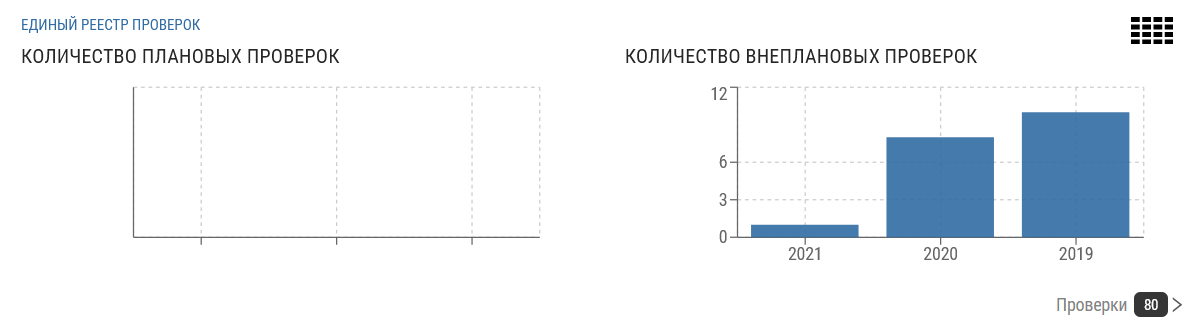 ЕДИНЫЙ РЕЕСТР ПРОВЕРОК
КОЛИЧЕСТВО ПЛАНОВЫХ ПРОВЕРОК
КОЛИЧЕСТВО ВНЕПЛАНОВЫХ ПРОВЕРОК
12
6
3
0
2021 2020 2019
Проверки 80